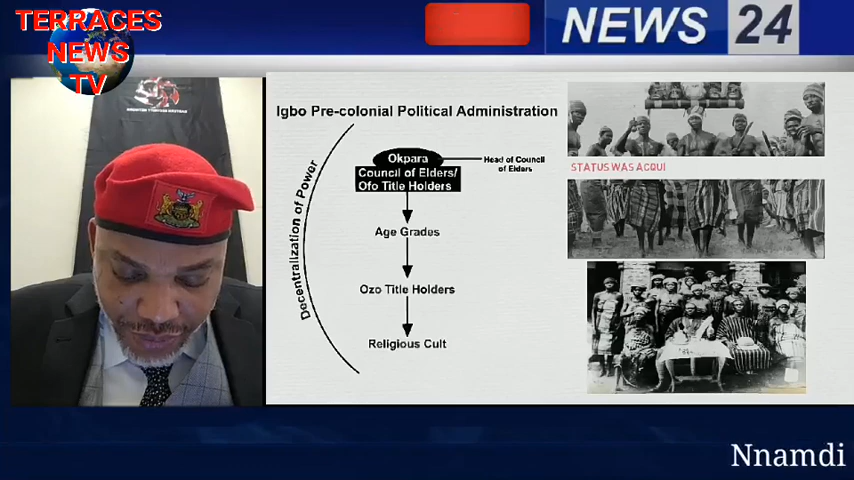 TERRACES
NEWS
TV
NEWS 24
Igbo Pre-colonial Political Administration
Okpara
Head of Council
of Elders
Council of Elders/
Ofo Title Holders
Decentralization of Power
Age Grades
Ozo Title Holders
Religious Cult
STATUS WAS ACQUI
Nnamdi